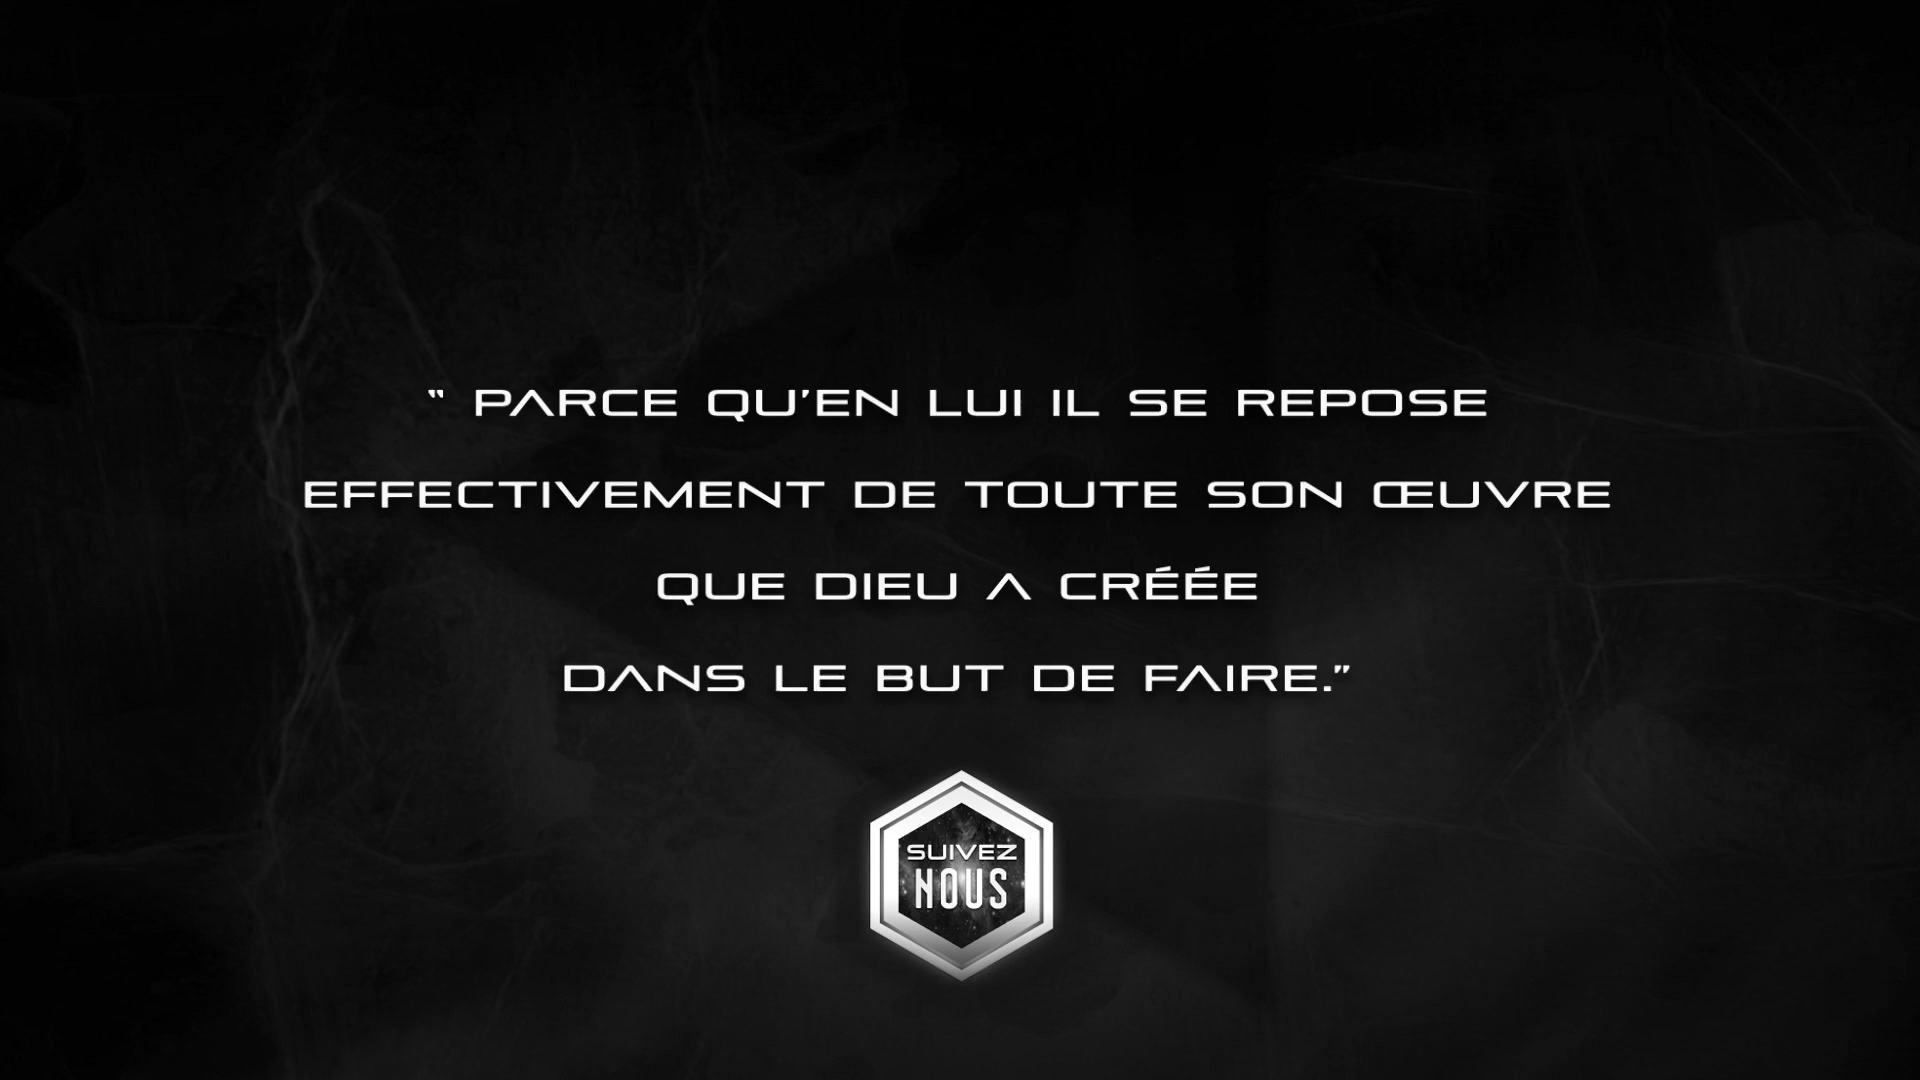 “ PARCE QU’EN LUI IL SE REPOSE
EFFECTIVEMENT DE TOUTE SON ŒUVRE
QUE DIEU A CRÉÉE
DANS LE BUT DE FAIRE.”
SUIVEZ
NOUS